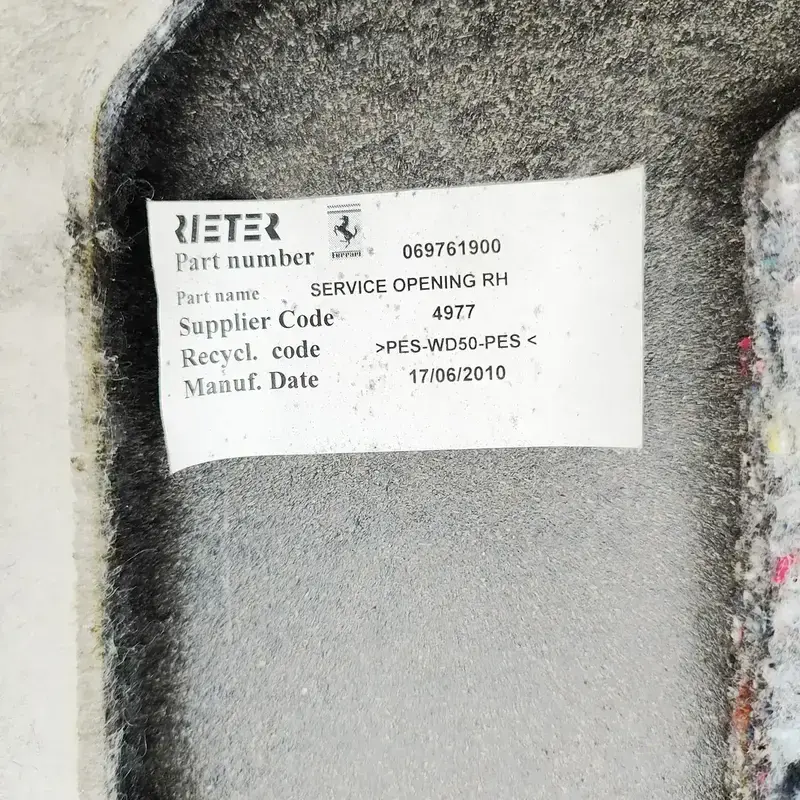 RIETER
Ferrari
Part number 069761900
Part name SERVICE OPENING RH
Supplier Code 4977
Recycl. code >PES-WD50-PES <
Manuf. Date 17/06/2010